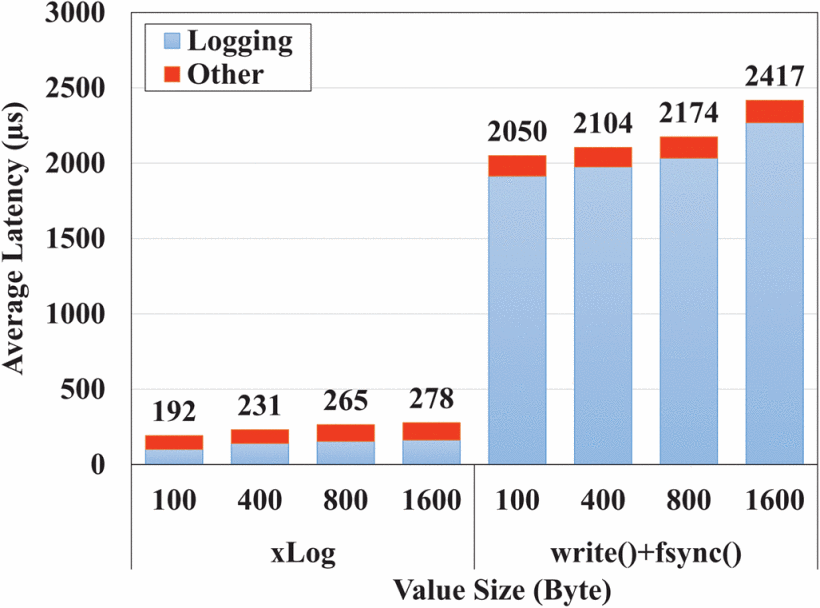 3000
2500
2000
1500
1000
500
0
Average Latency (µs)
Logging
Other
192
231
265
278
2050
2104
2174
2417
100 400 800 1600 100 400 800 1600
xLog write()+fsync()
Value Size (Byte)